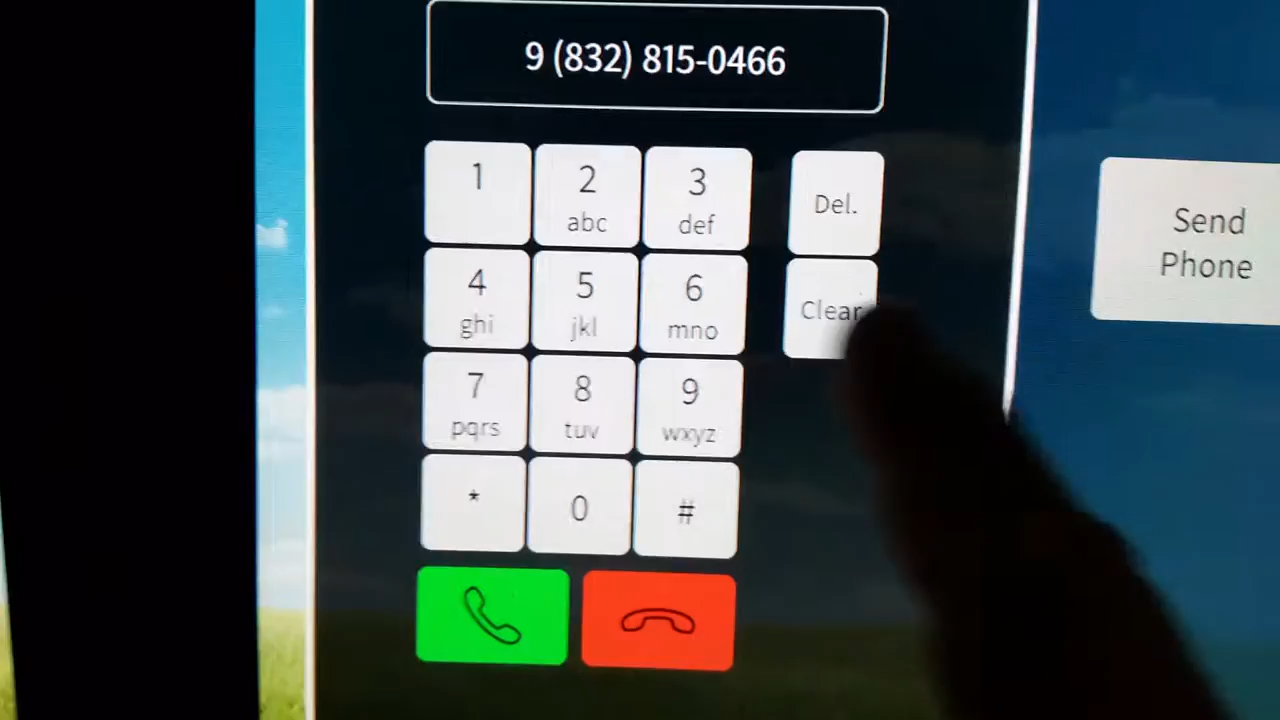 9 (832) 815-0466
1
2
abc
3
def
Del.
4
ghi
5
jkl
6
mno
Clear
7
pqrs
8
tuv
9
wxyz
*
0
#
Send
Phone